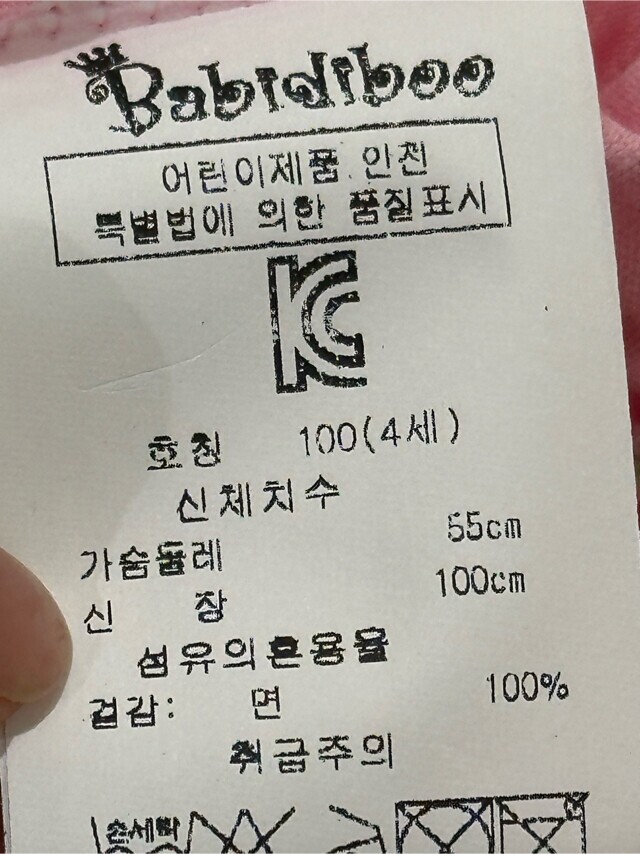 Babidiboo
어린이제품 안전
특별법에 의한 품질표시
KC
호칭 100(4세)
신체치수
가슴둘레 55cm
신 장 100cm
섬유의혼용율
겉감: 면 100%
취급주의
손세탁